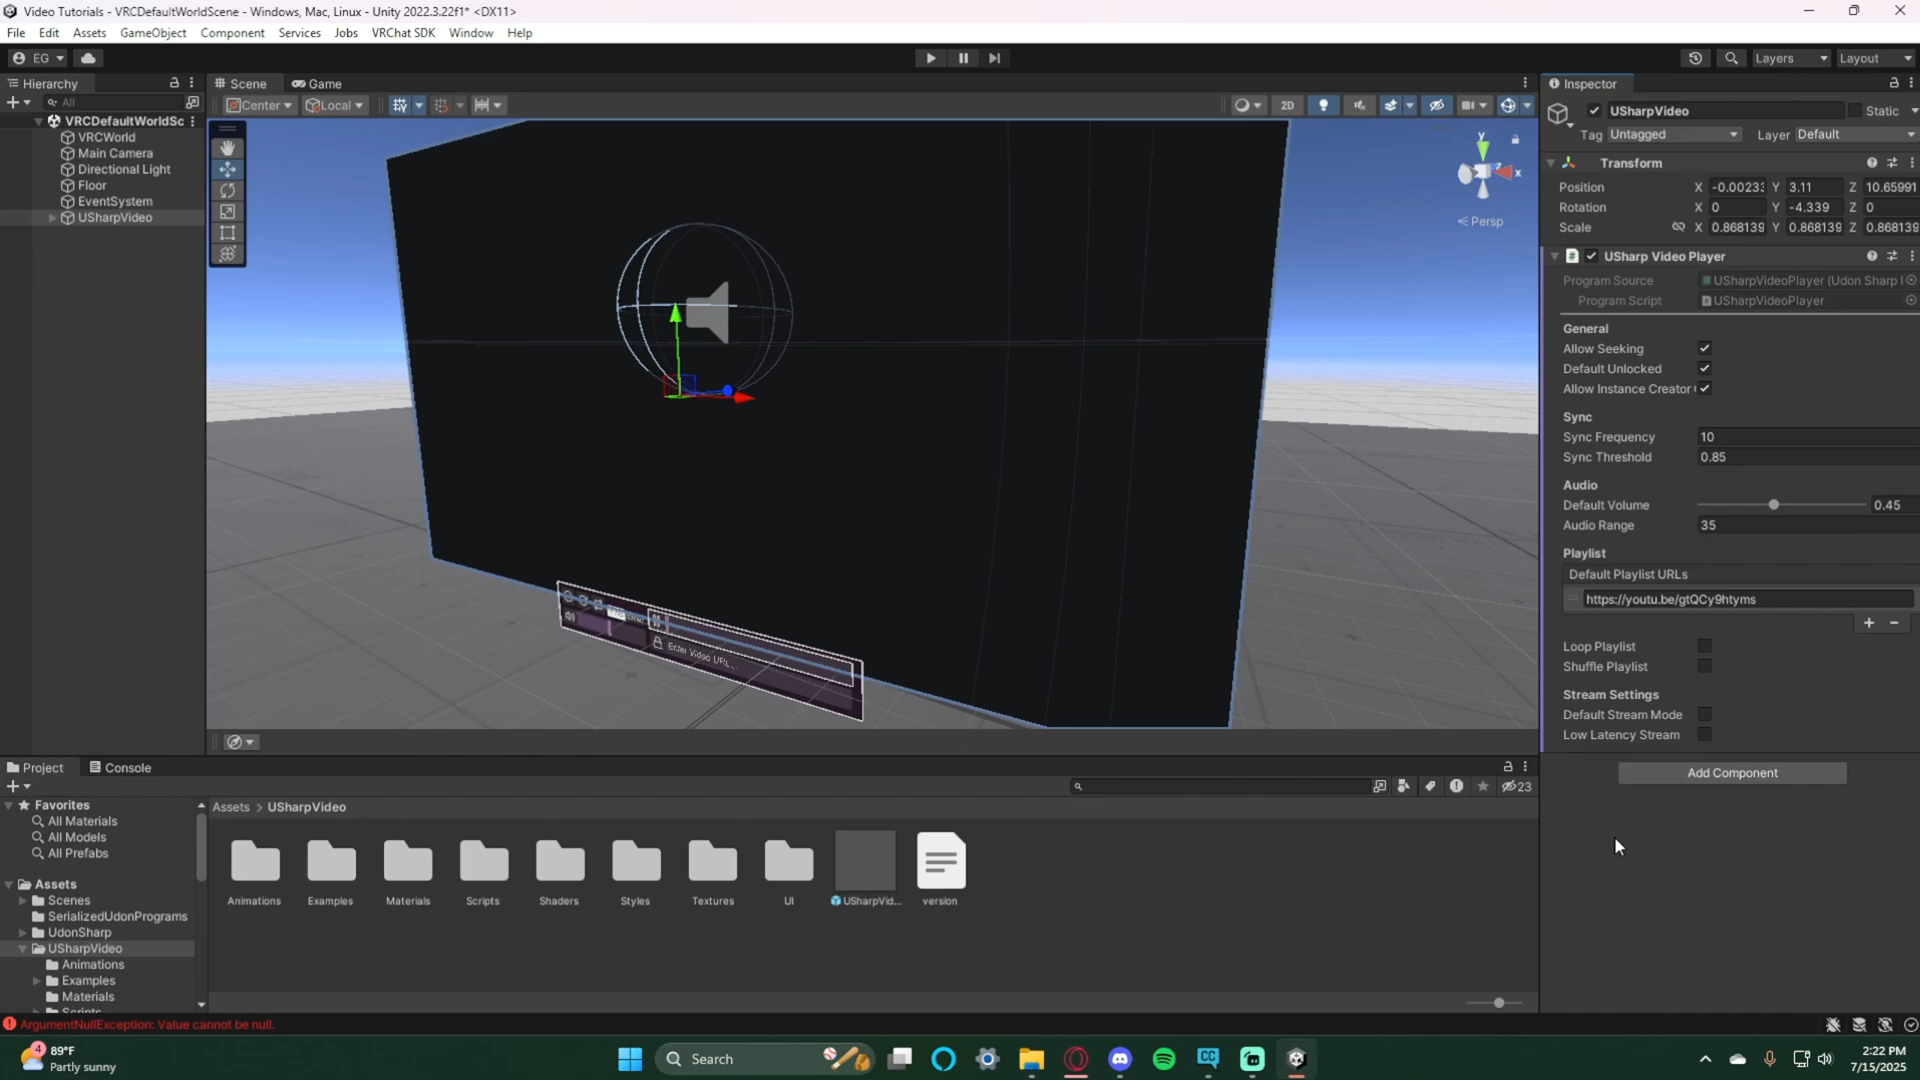 Video Tutorials - VRCDefaultWorldScene - Windows, Mac, Linux - Unity 2022.3.22f1* <DX11>
File Edit Assets GameObject Component Services Jobs VRChat SDK Window Help
EG Layers Layout
Hierarchy Scene Game Inspector
All Center Local 2D USharpVideo Static
VRCDefaultWorldSc
VRCWorld
Main Camera
Directional Light
Floor
EventSystem
USharpVideo
y
x
Persp
Tag Untagged Layer Default
Transform
Position X -0.00233 Y 3.11 Z 10.65991
Rotation X 0 Y -4.339 Z 0
Scale X 0.868139 Y 0.868139 Z 0.868139
USharp Video Player
Program Source USharpVideoPlayer (Udon Sharp
Program Script USharpVideoPlayer
General
Allow Seeking
Default Unlocked
Allow Instance Creator
Sync
Sync Frequency 10
Sync Threshold 0.85
Audio
Default Volume 0.45
Audio Range 35
Playlist
Default Playlist URLs
https://youtu.be/gtQCy9htyms
Loop Playlist
Shuffle Playlist
Stream Settings
Default Stream Mode
Low Latency Stream
Add Component
Enter Video URL...
Project Console
23
Favorites
All Materials
All Models
All Prefabs
Assets
Scenes
SerializedUdonPrograms
UdonSharp
USharpVideo
Animations
Examples
Materials
Scripts
Assets > USharpVideo
Animations Examples Materials Scripts Shaders Styles Textures UI USharpVid... version
ArgumentNullException: Value cannot be null.
4
89°F
Partly sunny
Search
CC
2:22 PM
7/15/2025